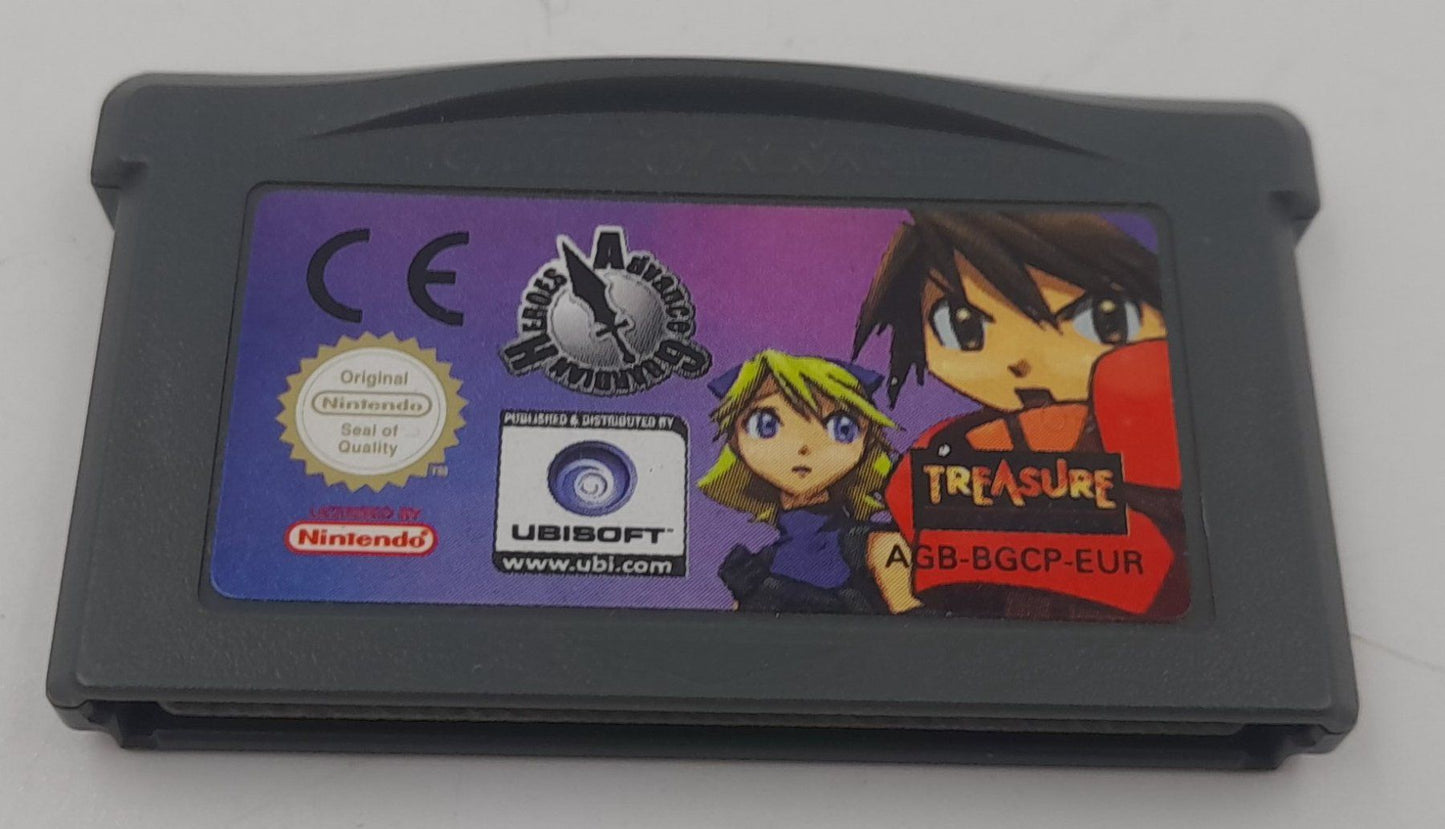 CE
Advance GUARDIAN HEROES
Original
Nintendo
Seal of
Quality
TM
LICENSED BY
Nintendo
PUBLISHED & DISTRIBUTED BY
UBISOFT™
www.ubi.com
TREASURE
AGB-BGCP-EUR